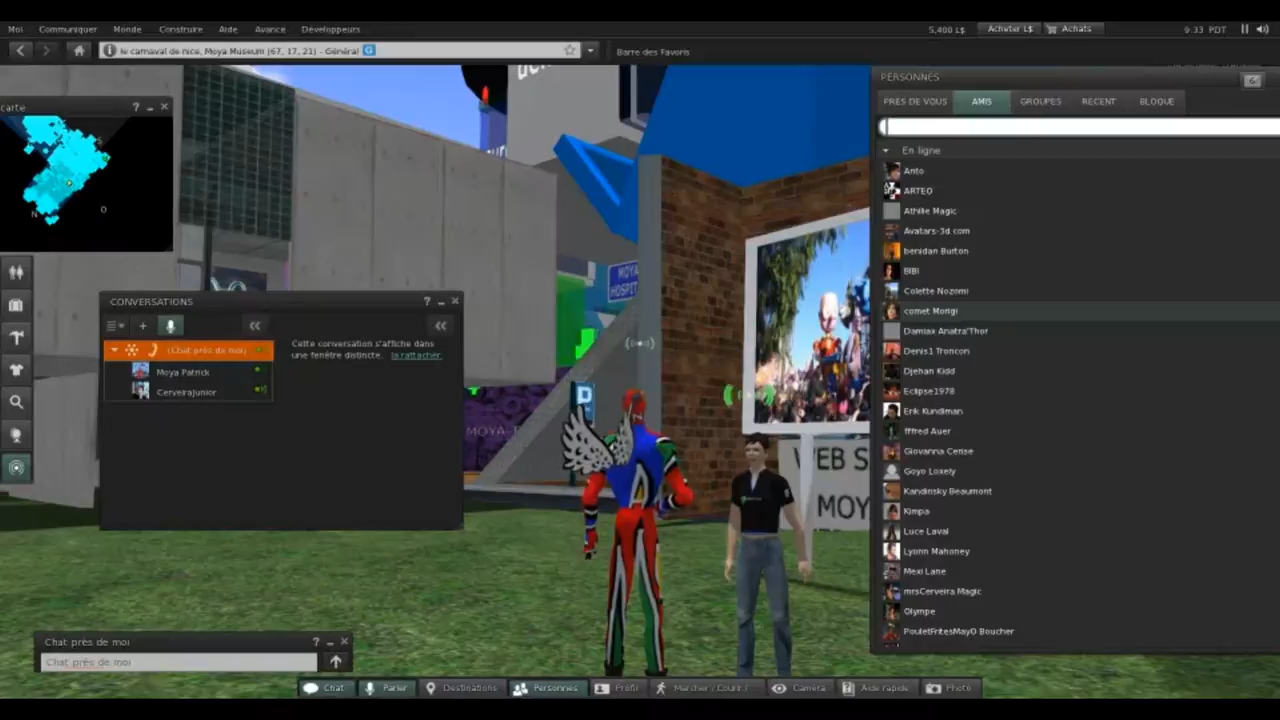 Moi Communiquer Monde Construire Aide Avance Développeurs
5,400 L$ Acheter L$ Achats 9:33 PDT
le carnaval de nice, Moya Museum (67, 17, 21) - Général G
Barre des Favoris
carte
N
O
PERSONNES
PRÈS DE VOUS AMIS GROUPES RÉCENT BLOQUÉ
En ligne
Anto
ARTEO
Athilie Magic
Avatars-3d com
benidan Burton
BIBI
Colette Nozomi
comet Morigi
Damiax Anatra'Thor
Denis1 Troncon
Djehan Kidd
Eclipse1978
Erik Kundiman
fffred Auer
Giovanna Cerise
Goyo Loxely
Kandinsky Beaumont
Kimpa
Luce Laval
Lyonn Mahoney
Mexi Lane
mrsCerveira Magic
Olympe
PouletFritesMayO Boucher
MOYA
HOSPIT
P
MOYA-T
WEB S
MOY
A
CONVERSATIONS
(Chat près de moi)
Moya Patrick
CerveiraJunior
Cette conversation s'affiche dans
une fenêtre distincte. la rattacher.
Chat près de moi
Chat près de moi
Chat Parler Destinations Personnes Profil Marcher / Courir / Caméra Aide rapide Photo